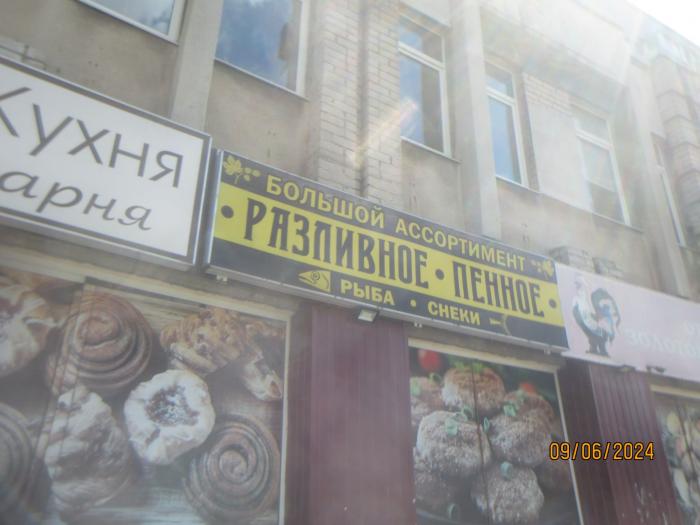 Кухня
БОЛЬШОЙ АССОРТИМЕНТ
• РАЗЛИВНОЕ • ПЕННОЕ •
РЫБА • СНЕКИ
09/06/2024